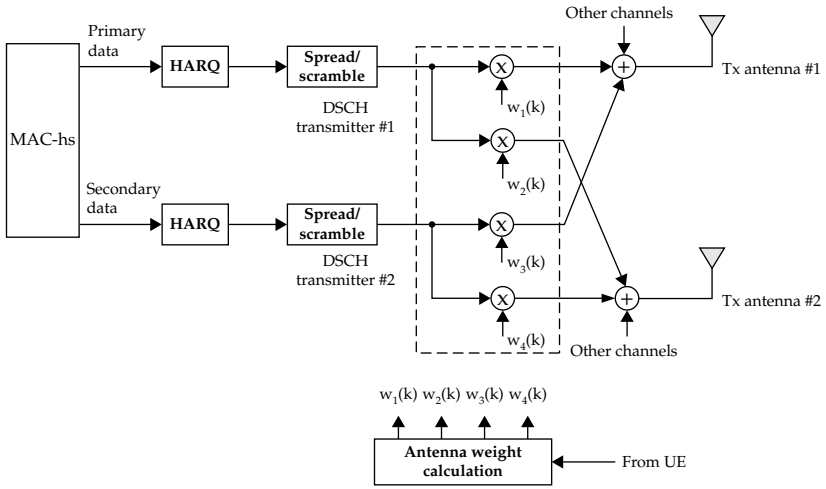 Other channels
Primary
data
HARQ
Spread/
scramble
x
+
Tx antenna #1
w1(k)
DSCH
transmitter #1
MAC-hs
x
w2(k)
Secondary
data
HARQ
Spread/
scramble
x
w3(k)
DSCH
transmitter #2
x
+
Tx antenna #2
w4(k)
Other channels
w1(k) w2(k) w3(k) w4(k)
Antenna weight
calculation
From UE